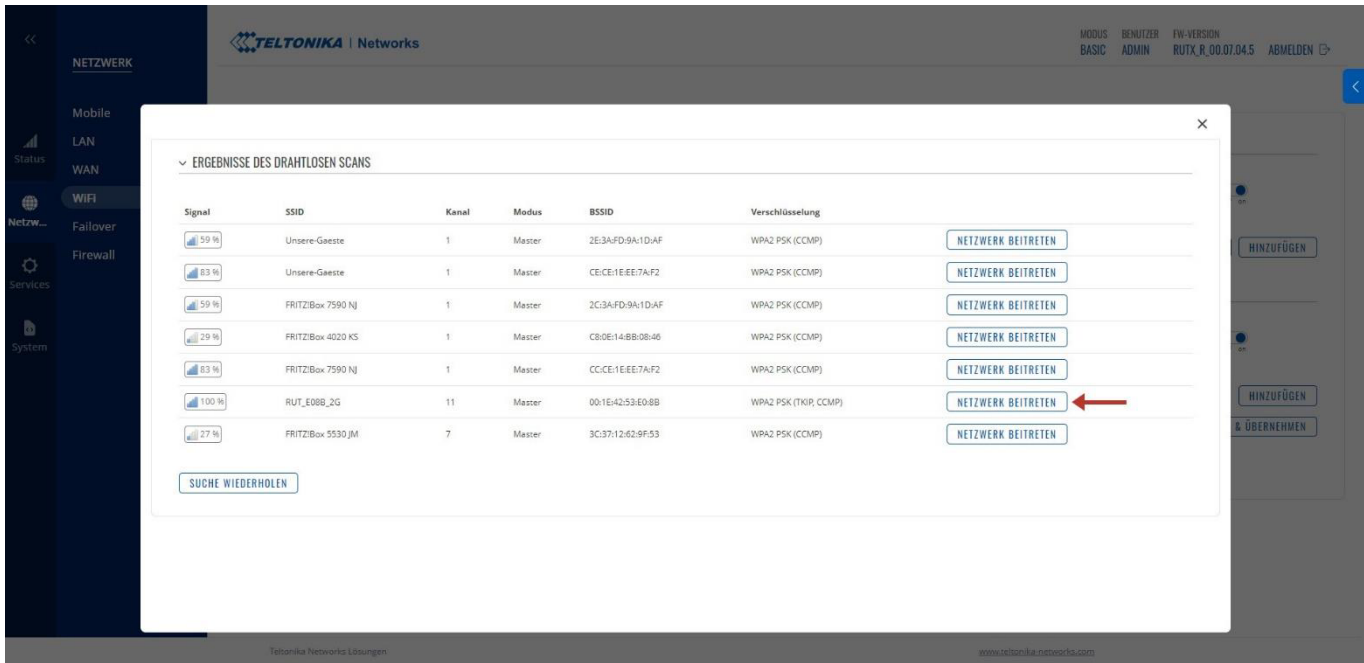 TELTONIKA | Networks
MODUS BENUTZER FW-VERSION
BASIC ADMIN RUTX_R_00.07.04.5 ABMELDEN
NETZWERK
Mobile
LAN
WAN
WiFi
Failover
Firewall
Status
Netzw...
Services
System
ERGEBNISSE DES DRAHTLOSEN SCANS
Signal SSID Kanal Modus BSSID Verschlüsselung
59 % Unsere-Gaeste 1 Master 2E:3A:FD:9A:1D:AF WPA2 PSK (CCMP) NETZWERK BEITRETEN
83 % Unsere-Gaeste 1 Master CE:CE:1E:EE:7A:F2 WPA2 PSK (CCMP) NETZWERK BEITRETEN
59 % FRITZ!Box 7590 NJ 1 Master 2C:3A:FD:9A:1D:AF WPA2 PSK (CCMP) NETZWERK BEITRETEN
29 % FRITZ!Box 4020 KS 1 Master C8:0E:14:BB:08:46 WPA2 PSK (CCMP) NETZWERK BEITRETEN
83 % FRITZ!Box 7590 NJ 1 Master CC:CE:1E:EE:7A:F2 WPA2 PSK (CCMP) NETZWERK BEITRETEN
100 % RUT_E08B_2G 11 Master 00:1E:42:53:E0:8B WPA2 PSK (TKIP, CCMP) NETZWERK BEITRETEN
27 % FRITZ!Box 5530 JM 7 Master 3C:37:12:62:9F:53 WPA2 PSK (CCMP) NETZWERK BEITRETEN
SUCHE WIEDERHOLEN
on
HINZUFÜGEN
on
HINZUFÜGEN
& ÜBERNEHMEN
Teltonika Networks Lösungen www.teltonika-networks.com